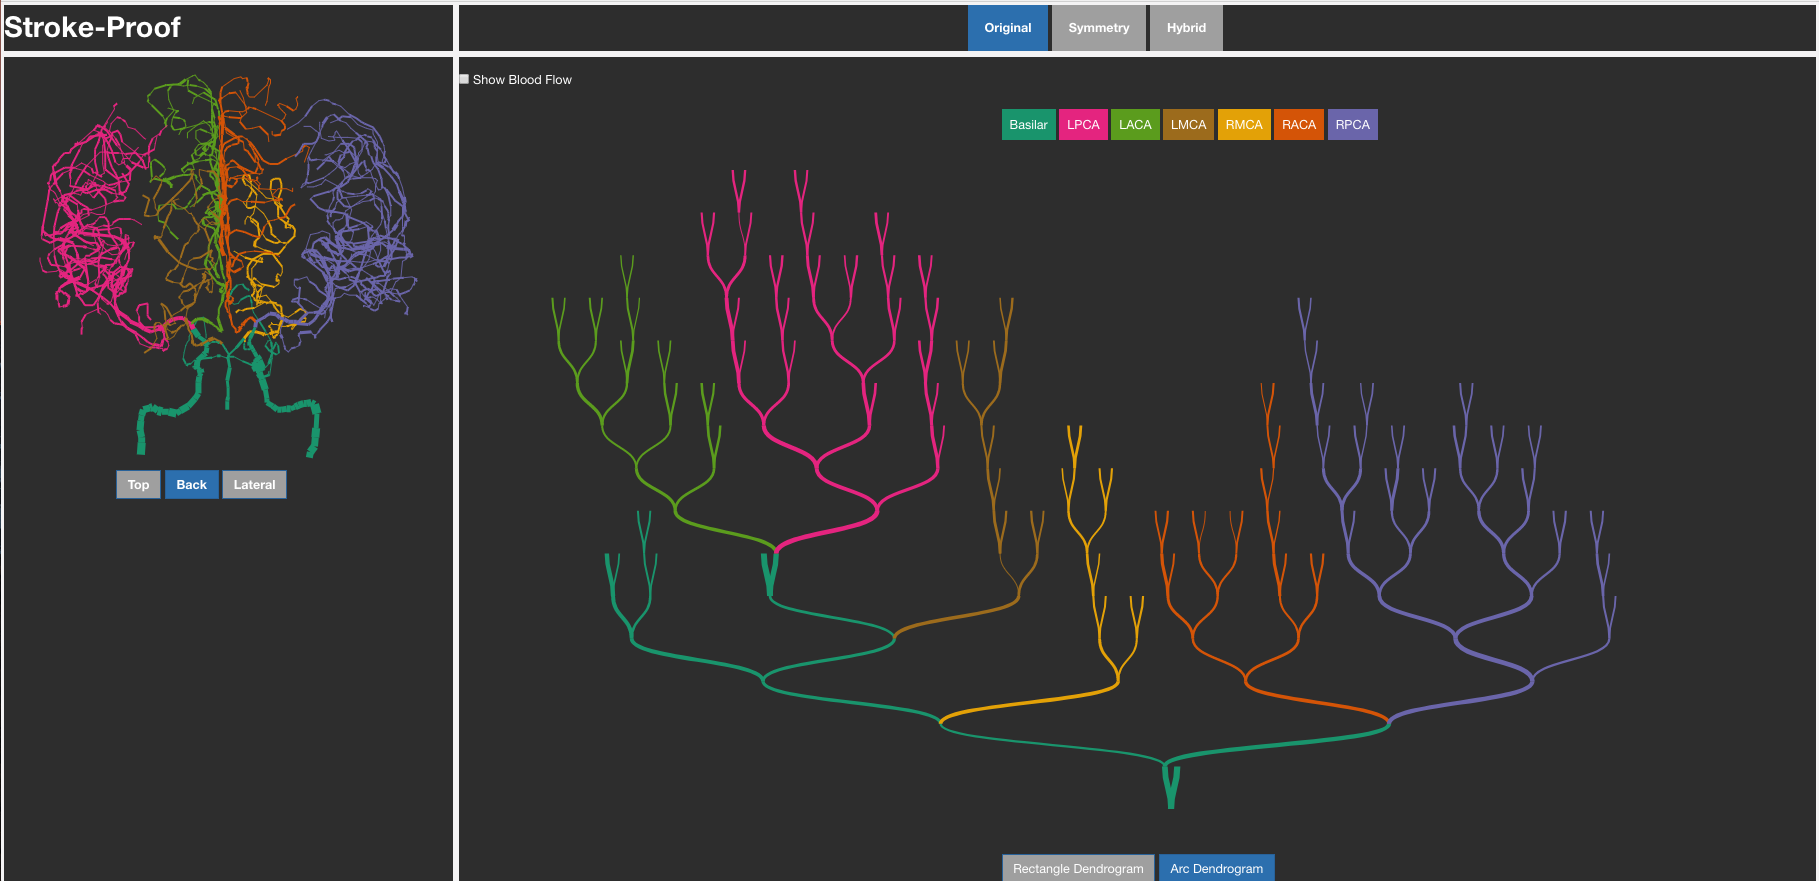 Stroke-Proof
Original
Symmetry
Hybrid
Show Blood Flow
Basilar
LPCA
LACA
LMCA
RMCA
RACA
RPCA
Top
Back
Lateral
Rectangle Dendrogram
Arc Dendrogram